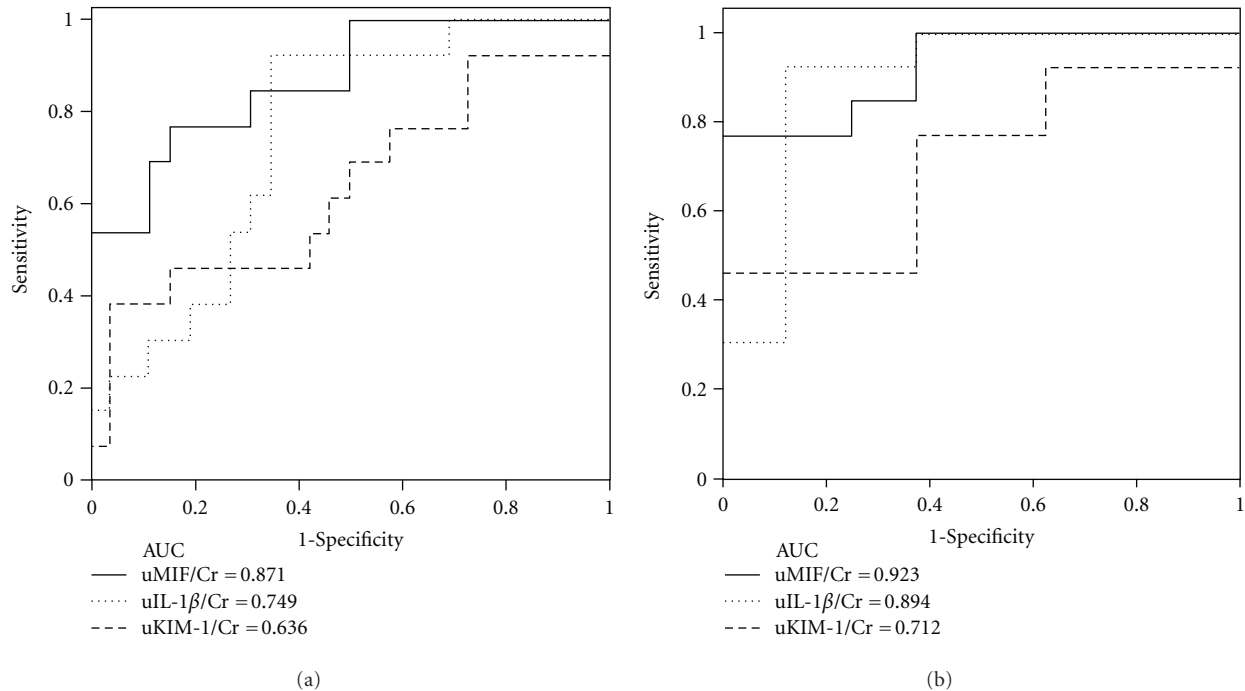 1
0.8
0.6
0.4
0.2
0
Sensitivity
0 0.2 0.4 0.6 0.8 1
1-Specificity
AUC
uMIF/Cr = 0.871
uIL-1β/Cr = 0.749
uKIM-1/Cr = 0.636
(a)
1
0.8
0.6
0.4
0.2
0
Sensitivity
0 0.2 0.4 0.6 0.8 1
1-Specificity
AUC
uMIF/Cr = 0.923
uIL-1β/Cr = 0.894
uKIM-1/Cr = 0.712
(b)